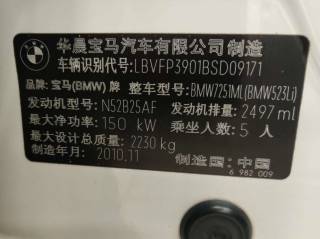 华晨宝马汽车有限公司 制造
车辆识别代号: LBVFP3901BSD09171
品牌: 宝马(BMW) 牌 整车型号: BMW7251ML(BMW523Li)
发动机型号: N52B25AF 发动机排量: 2497 ml
最大净功率: 150 kW 乘坐人数: 5 人
最大设计总质量: 2230 kg
制造年月: 2010.11 制造国: 中国
6 982 009